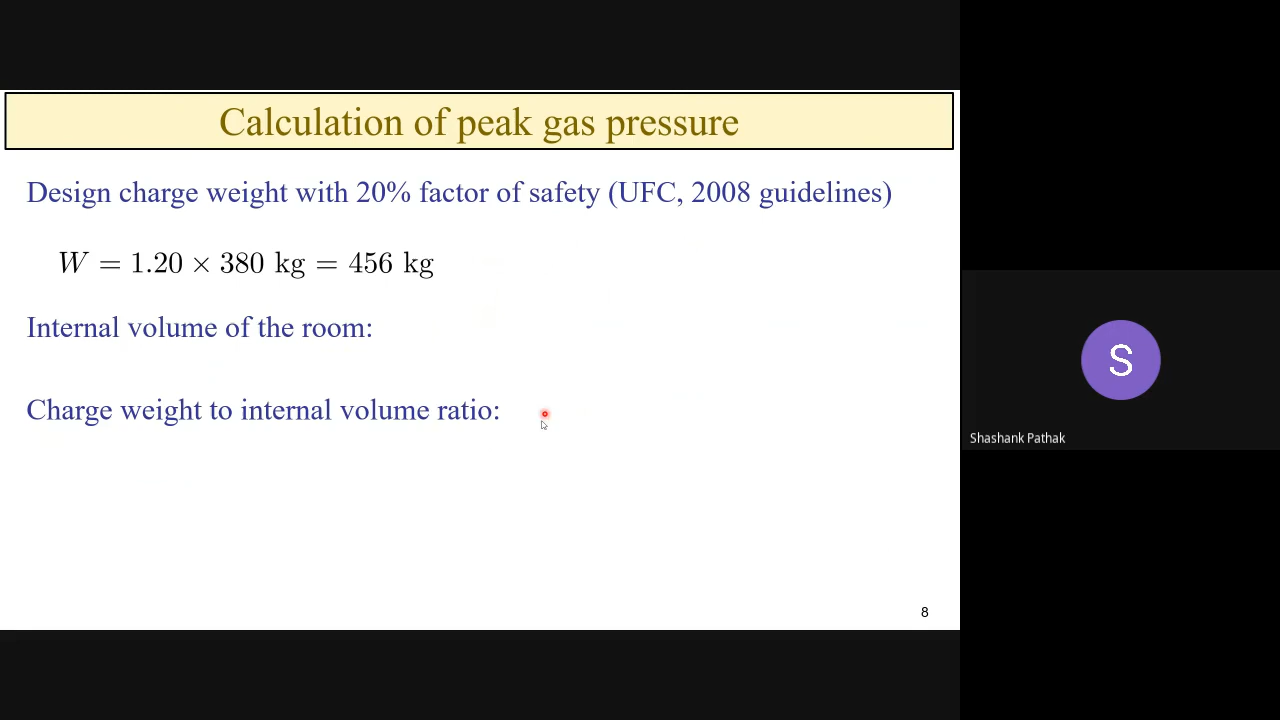 Calculation of peak gas pressure
Design charge weight with 20% factor of safety (UFC, 2008 guidelines)
W = 1.20 × 380 kg = 456 kg
Internal volume of the room:
Charge weight to internal volume ratio:
8
S
Shashank Pathak